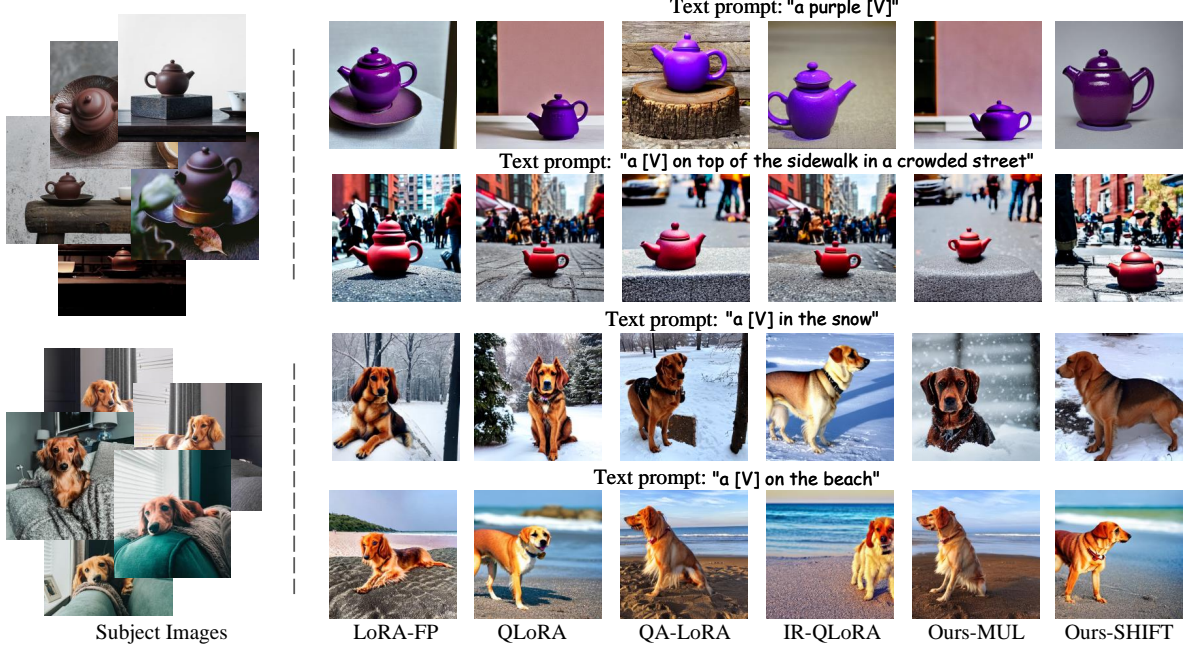 Text prompt: "a purple [V]"
Text prompt: "a [V] on top of the sidewalk in a crowded street"
Text prompt: "a [V] in the snow"
Text prompt: "a [V] on the beach"
Subject Images LoRA-FP QLoRA QA-LoRA IR-QLoRA Ours-MUL Ours-SHIFT